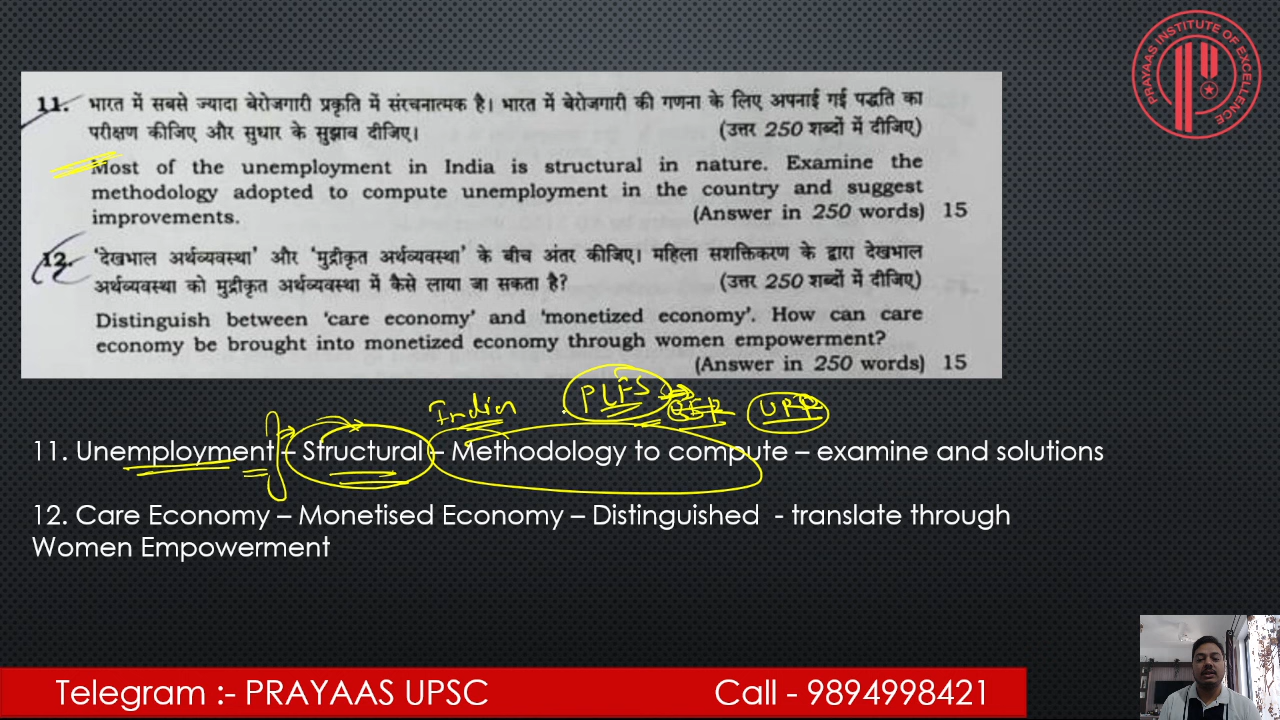 PRAYAAS INSTITUTE OF EXCELLENCE
11. भारत में सबसे ज्यादा बेरोजगारी प्रकृति में संरचनात्मक है। भारत में बेरोजगारी की गणना के लिए अपनाई गई पद्धति का
परीक्षण कीजिए और सुधार के सुझाव दीजिए। (उत्तर 250 शब्दों में दीजिए)
Most of the unemployment in India is structural in nature. Examine the
methodology adopted to compute unemployment in the country and suggest
improvements. (Answer in 250 words) 15
12. 'देखभाल अर्थव्यवस्था' और 'मुद्रीकृत अर्थव्यवस्था' के बीच अंतर कीजिए। महिला सशक्तिकरण के द्वारा देखभाल
अर्थव्यवस्था को मुद्रीकृत अर्थव्यवस्था में कैसे लाया जा सकता है? (उत्तर 250 शब्दों में दीजिए)
Distinguish between 'care economy' and 'monetized economy'. How can care
economy be brought into monetized economy through women empowerment?
(Answer in 250 words) 15
India PLFS
11. Unemployment – Structural – Methodology to compute – examine and solutions
12. Care Economy – Monetised Economy – Distinguished - translate through
Women Empowerment
Telegram :- PRAYAAS UPSC Call - 9894998421